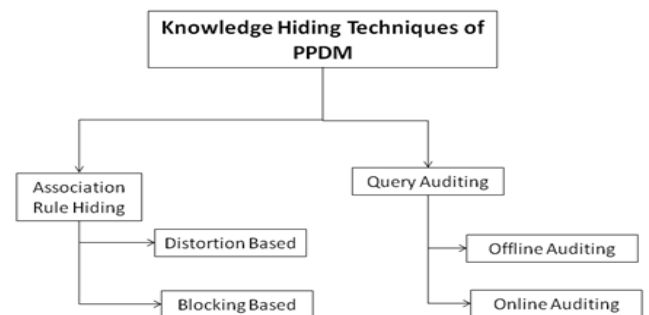 Knowledge Hiding Techniques of
PPDM
Association
Rule Hiding
Query Auditing
Distortion Based
Offline Auditing
Blocking Based
Online Auditing